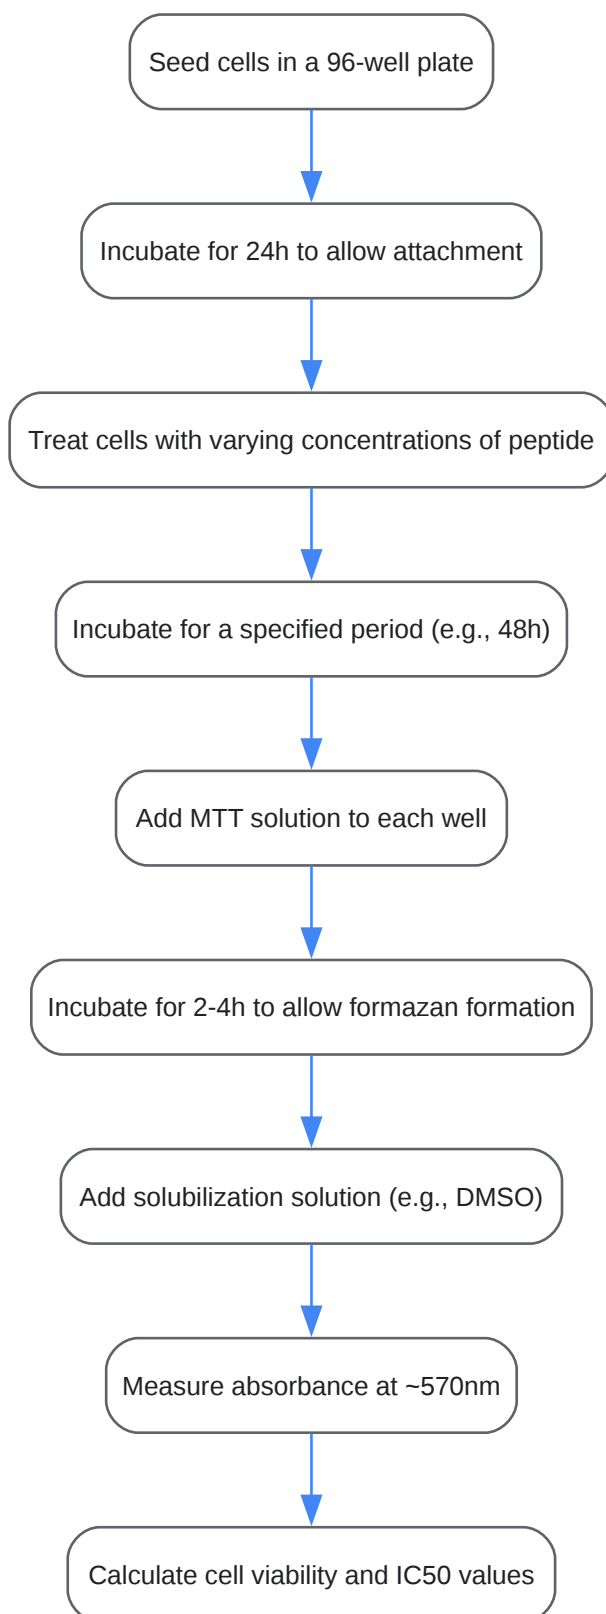 Seed cells in a 96-well plate
Incubate for 24h to allow attachment
Treat cells with varying concentrations of peptide
Incubate for a specified period (e.g., 48h)
Add MTT solution to each well
Incubate for 2-4h to allow formazan formation
Add solubilization solution (e.g., DMSO)
Measure absorbance at ~570nm
Calculate cell viability and IC50 values